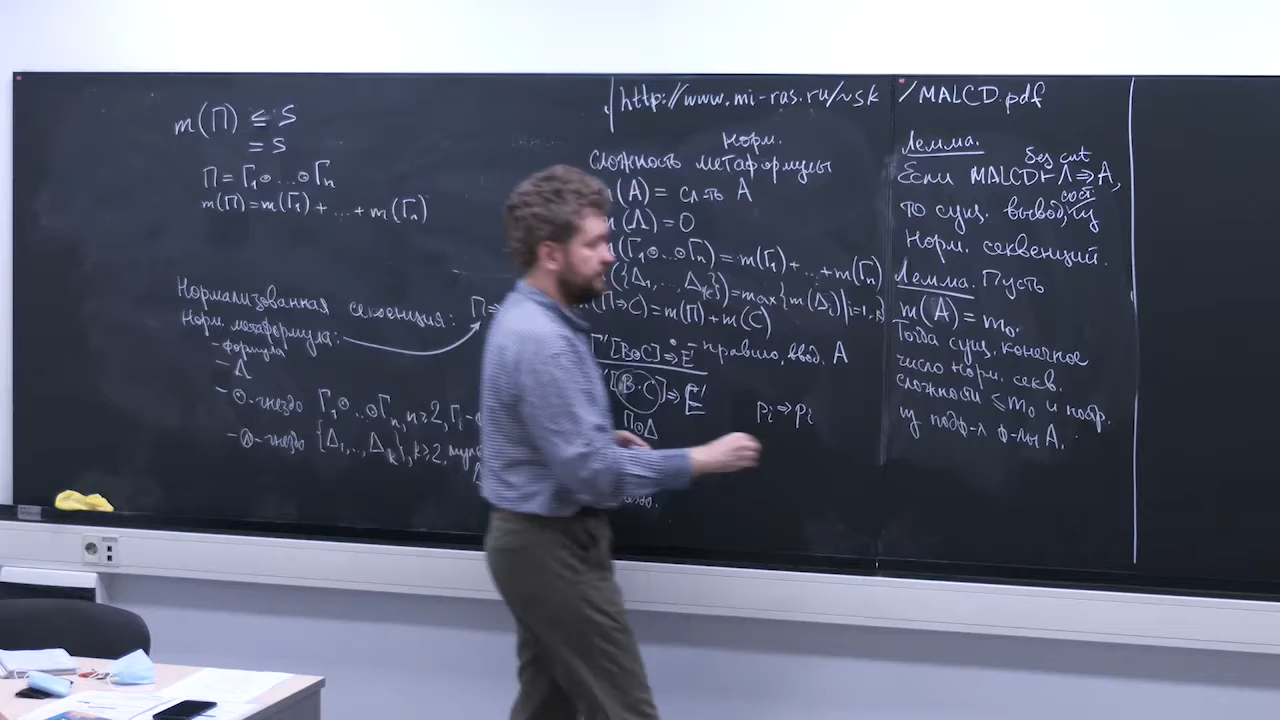 m(Π) ≤ S
= S
Π = Γ₁⊙...⊙Γₙ
m(Π)=m(Γ₁)+...+m(Γₙ)
Нормализованная секвенция: Π⇒
Норм. метаформула:
- формула
- Λ
- ⊙-гнездо Γ₁⊙..⊙Γₙ, n≥2, Γᵢ-
- гнездо {Δ₁,..,Δₖ}, k≥2,
http://www.mi-ras.ru/~sk/MALCD.pdf
норм.
сложность метаформулы
(A) = сл-ть A
(Λ)=0
(Γ₁⊙..⊙Γₙ)=m(Γ₁)+...+m(Γₙ)
({Δ₁,...,Δₖ})=max{m(Δᵢ)|i=1,k}
(Π⇒C)=m(Π)+m(C)
Γ'[B⊙C]⇒E' - правило, ввод. A
[B·C]⇒E'
Π⊙Δ
pᵢ⇒pᵢ
Лемма.
без cut
Если MALCD⊢Λ⇒A,
сост.
то сущ. вывод, из
норм. секвенций.
Лемма. Пусть
m(A)=m₀.
Тогда сущ. конечное
число норм. секв.
сложности ≤m₀ и постр.
из подф-л ф-лы A.